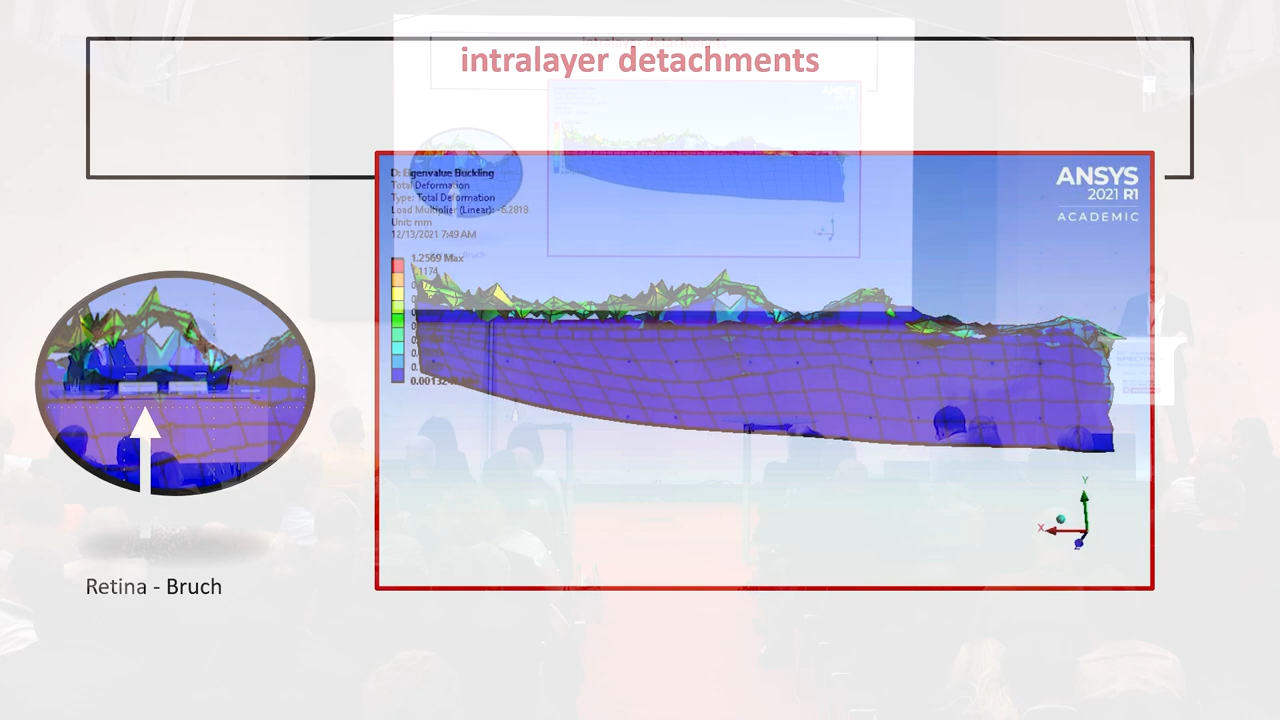 intralayer detachments
D: Eigenvalue Buckling
Total Deformation
Type: Total Deformation
Load Multiplier (Linear): -6.2818
Unit: mm
12/13/2021 7:49 AM
1.2569 Max
ANSYS
2021 R1
ACADEMIC
Y
X
Z
Retina - Bruch